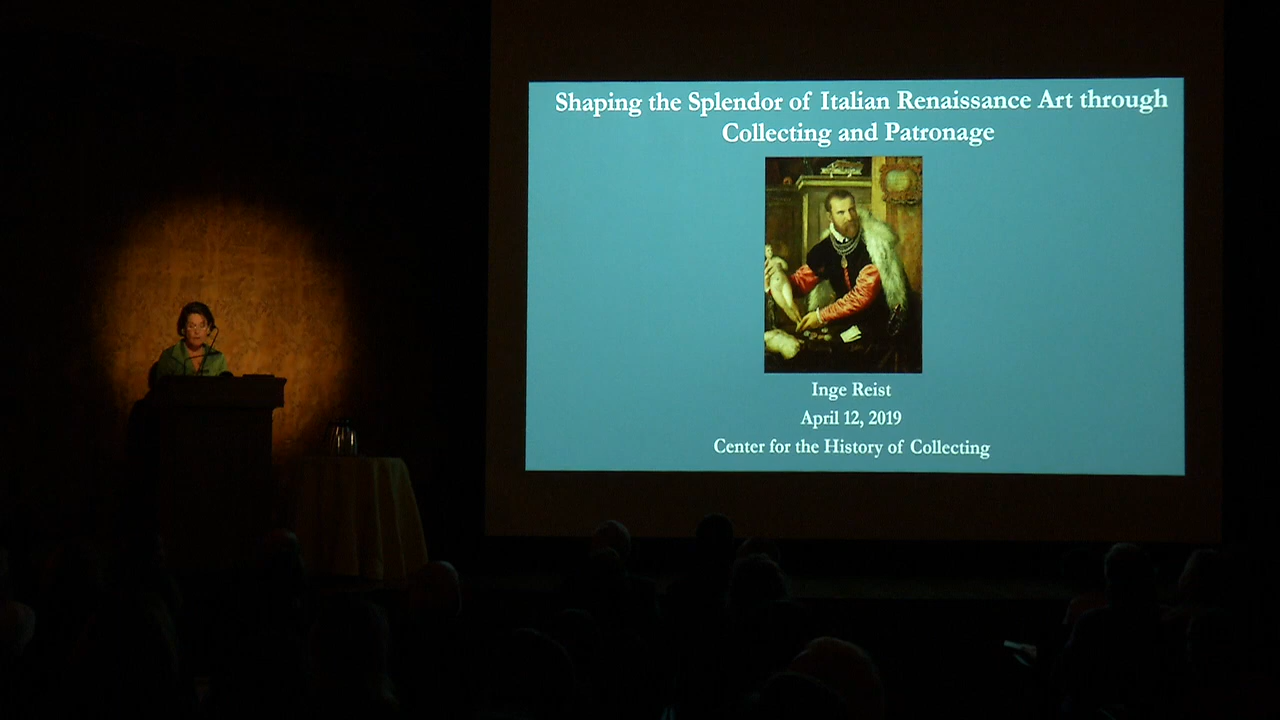 Shaping the Splendor of Italian Renaissance Art through
Collecting and Patronage
Inge Reist
April 12, 2019
Center for the History of Collecting